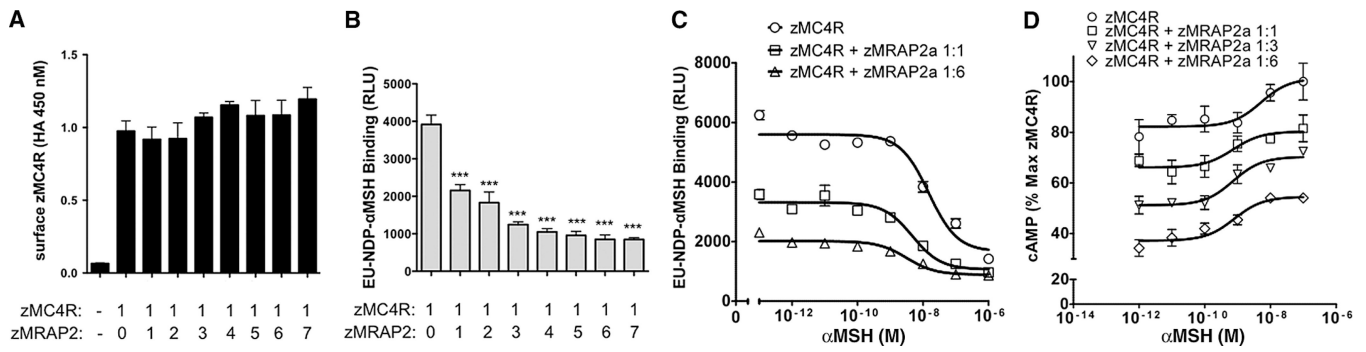 A
surface zMC4R (HA 450 nM)
1.5
1.0
0.5
0.0
zMC4R: - 1 1 1 1 1 1 1 1
zMRAP2: - 0 1 2 3 4 5 6 7
B
EU-NDP-αMSH Binding (RLU)
5000
4000
3000
2000
1000
0
*** *** *** *** *** *** ***
zMC4R: 1 1 1 1 1 1 1 1
zMRAP2: 0 1 2 3 4 5 6 7
C
zMC4R
zMC4R + zMRAP2a 1:1
zMC4R + zMRAP2a 1:6
EU-NDP-αMSH Binding (RLU)
8000
6000
4000
2000
0
0 10-12 10-10 10-8 10-6
αMSH (M)
D
zMC4R
zMC4R + zMRAP2a 1:1
zMC4R + zMRAP2a 1:3
zMC4R + zMRAP2a 1:6
cAMP (% Max zMC4R)
100
80
60
40
20
0
10-14 10-12 10-10 10-8 10-6
αMSH (M)